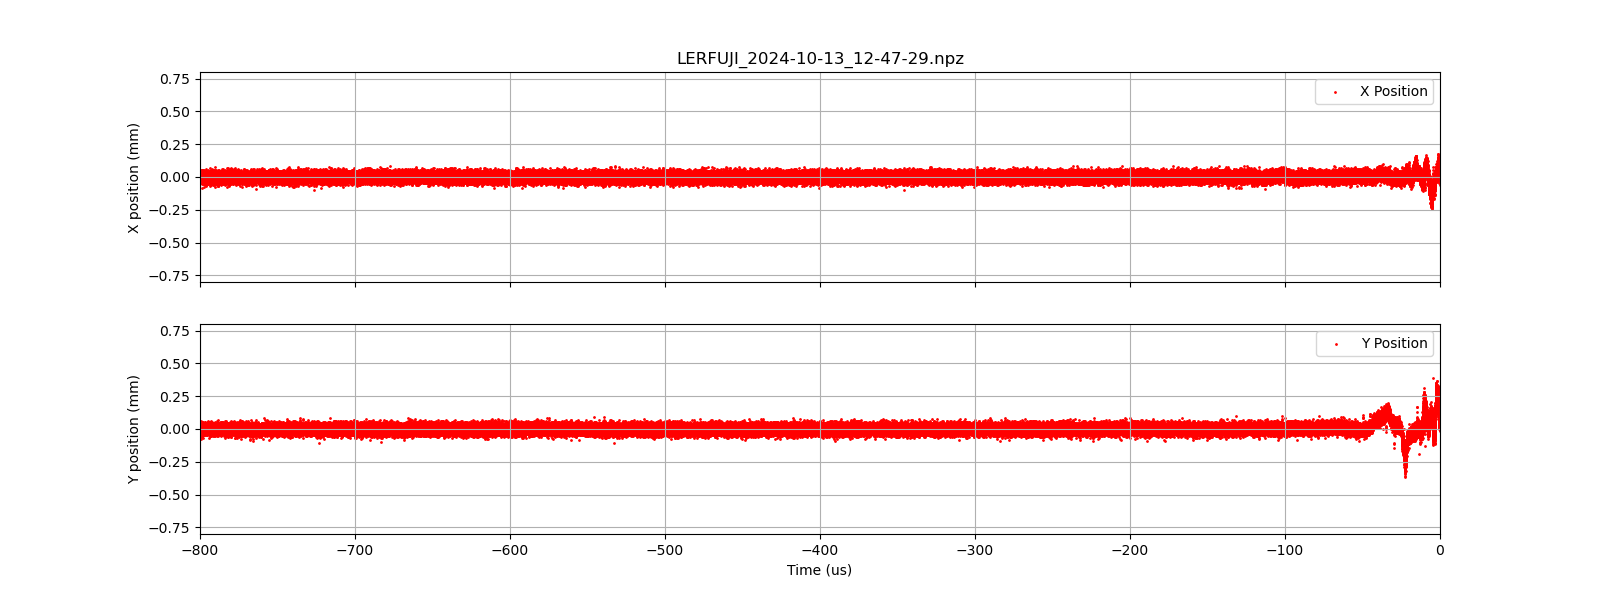 LERFUJI_2024-10-13_12-47-29.npz
X Position
0.75
0.50
0.25
0.00
−0.25
−0.50
−0.75
X position (mm)
Y Position
0.75
0.50
0.25
0.00
−0.25
−0.50
−0.75
Y position (mm)
−800 −700 −600 −500 −400 −300 −200 −100 0
Time (us)